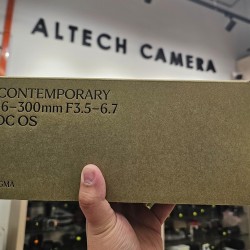 ALTECH CAMERA
CONTEMPORARY
6–300mm F3.5–6.7
DC OS
GMA